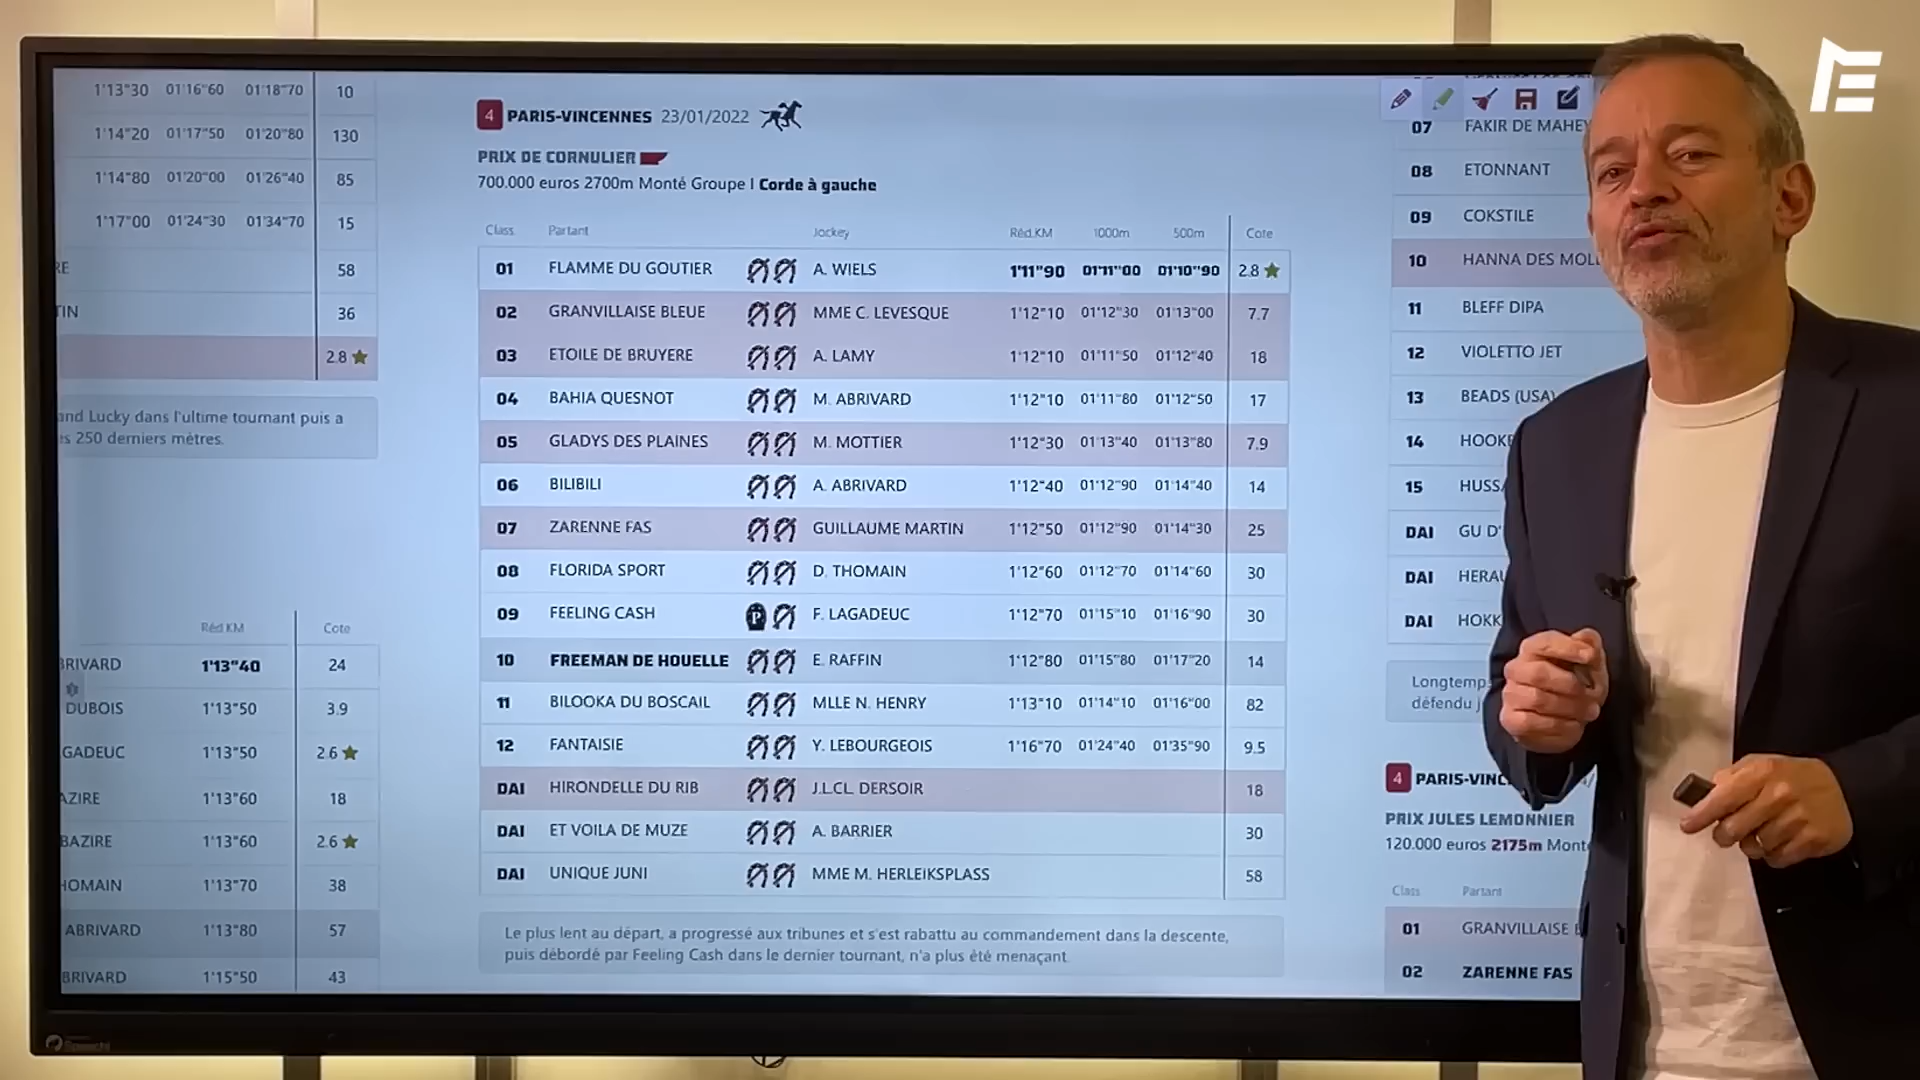 1'13"30 01'16"60 01'18"70 10
1'14"20 01'17"50 01'20"80 130
1'14"80 01'20"00 01'26"40 85
1'17"00 01'24"30 01'34"70 15
RE 58
TIN 36
2.8
and Lucky dans l'ultime tournant puis a
es 250 derniers mètres.
Réd.KM Cote
BRIVARD 1'13"40 24
DUBOIS 1'13"50 3.9
GADEUC 1'13"50 2.6
AZIRE 1'13"60 18
BAZIRE 1'13"60 2.6
HOMAIN 1'13"70 38
ABRIVARD 1'13"80 57
BRIVARD 1'15"50 43
4 PARIS-VINCENNES 23/01/2022
PRIX DE CORNULIER
700.000 euros 2700m Monté Groupe I Corde à gauche
Class. Partant Jockey Réd.KM 1000m 500m Cote
01 FLAMME DU GOUTIER A. WIELS 1'11"90 01'11"00 01'10"90 2.8
02 GRANVILLAISE BLEUE MME C. LEVESQUE 1'12"10 01'12"30 01'13"00 7.7
03 ETOILE DE BRUYERE A. LAMY 1'12"10 01'11"50 01'12"40 18
04 BAHIA QUESNOT M. ABRIVARD 1'12"10 01'11"80 01'12"50 17
05 GLADYS DES PLAINES M. MOTTIER 1'12"30 01'13"40 01'13"80 7.9
06 BILIBILI A. ABRIVARD 1'12"40 01'12"90 01'14"40 14
07 ZARENNE FAS GUILLAUME MARTIN 1'12"50 01'12"90 01'14"30 25
08 FLORIDA SPORT D. THOMAIN 1'12"60 01'12"70 01'14"60 30
09 FEELING CASH P F. LAGADEUC 1'12"70 01'15"10 01'16"90 30
10 FREEMAN DE HOUELLE E. RAFFIN 1'12"80 01'15"80 01'17"20 14
11 BILOOKA DU BOSCAIL MLLE N. HENRY 1'13"10 01'14"10 01'16"00 82
12 FANTAISIE Y. LEBOURGEOIS 1'16"70 01'24"40 01'35"90 9.5
DAI HIRONDELLE DU RIB J.L.CL. DERSOIR 18
DAI ET VOILA DE MUZE A. BARRIER 30
DAI UNIQUE JUNI MME M. HERLEIKSPLASS 58
Le plus lent au départ, a progressé aux tribunes et s'est rabattu au commandement dans la descente,
puis débordé par Feeling Cash dans le dernier tournant, n'a plus été menaçant.
07 FAKIR DE MAHEY
08 ETONNANT
09 COKSTILE
10 HANNA DES MOL
11 BLEFF DIPA
12 VIOLETTO JET
13 BEADS (USA)
14 HOOKE
15 HUSSA
DAI GU D'
DAI HERAU
DAI HOKK
Longtemps
défendu j
4 PARIS-VINC
PRIX JULES LEMONNIER
120.000 euros 2175m Mont
Class. Partant
01 GRANVILLAISE B
02 ZARENNE FAS
E